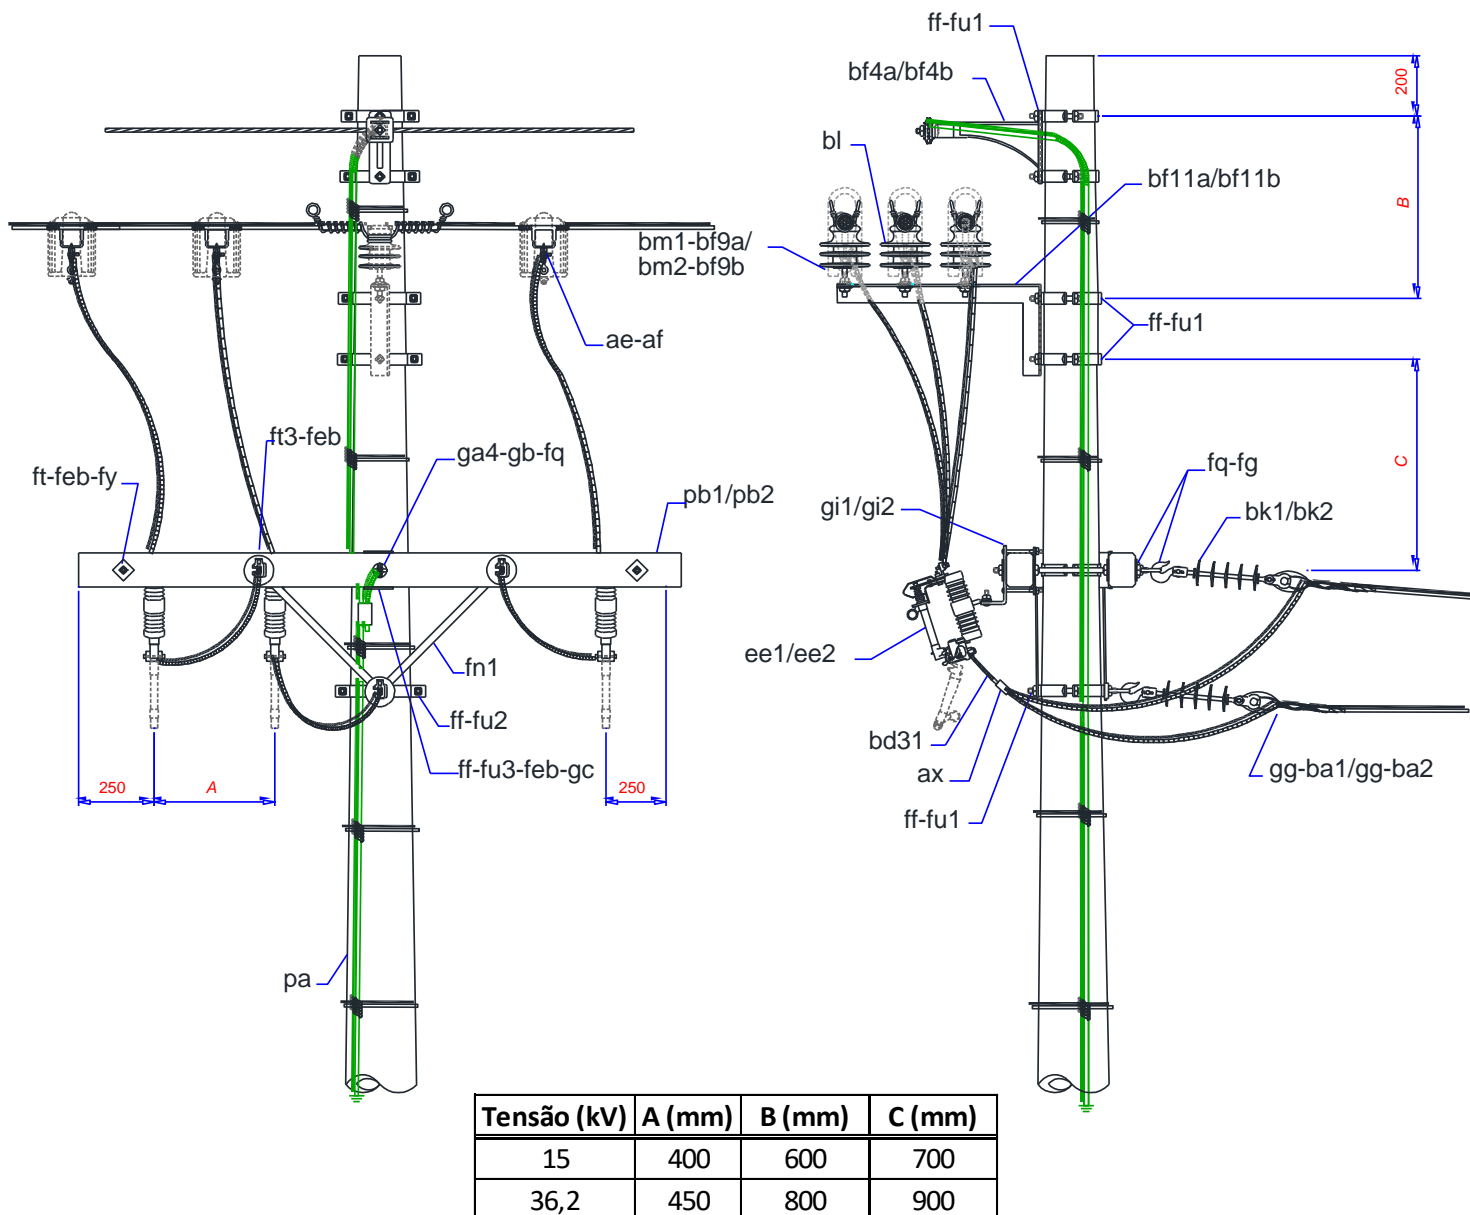 ff-fu1
bf4a/bf4b
200
bl
bf11a/bf11b
B
bm1-bf9a/
bm2-bf9b
ff-fu1
ae-af
ft3-feb
ga4-gb-fq
ft-feb-fy
pb1/pb2
C
fq-fg
gi1/gi2
bk1/bk2
fn1
ee1/ee2
ff-fu2
bd31
ff-fu3-feb-gc
ax
gg-ba1/gg-ba2
250
A
250
ff-fu1
pa
Tensão (kV) A (mm) B (mm) C (mm)
15 400 600 700
36,2 450 800 900